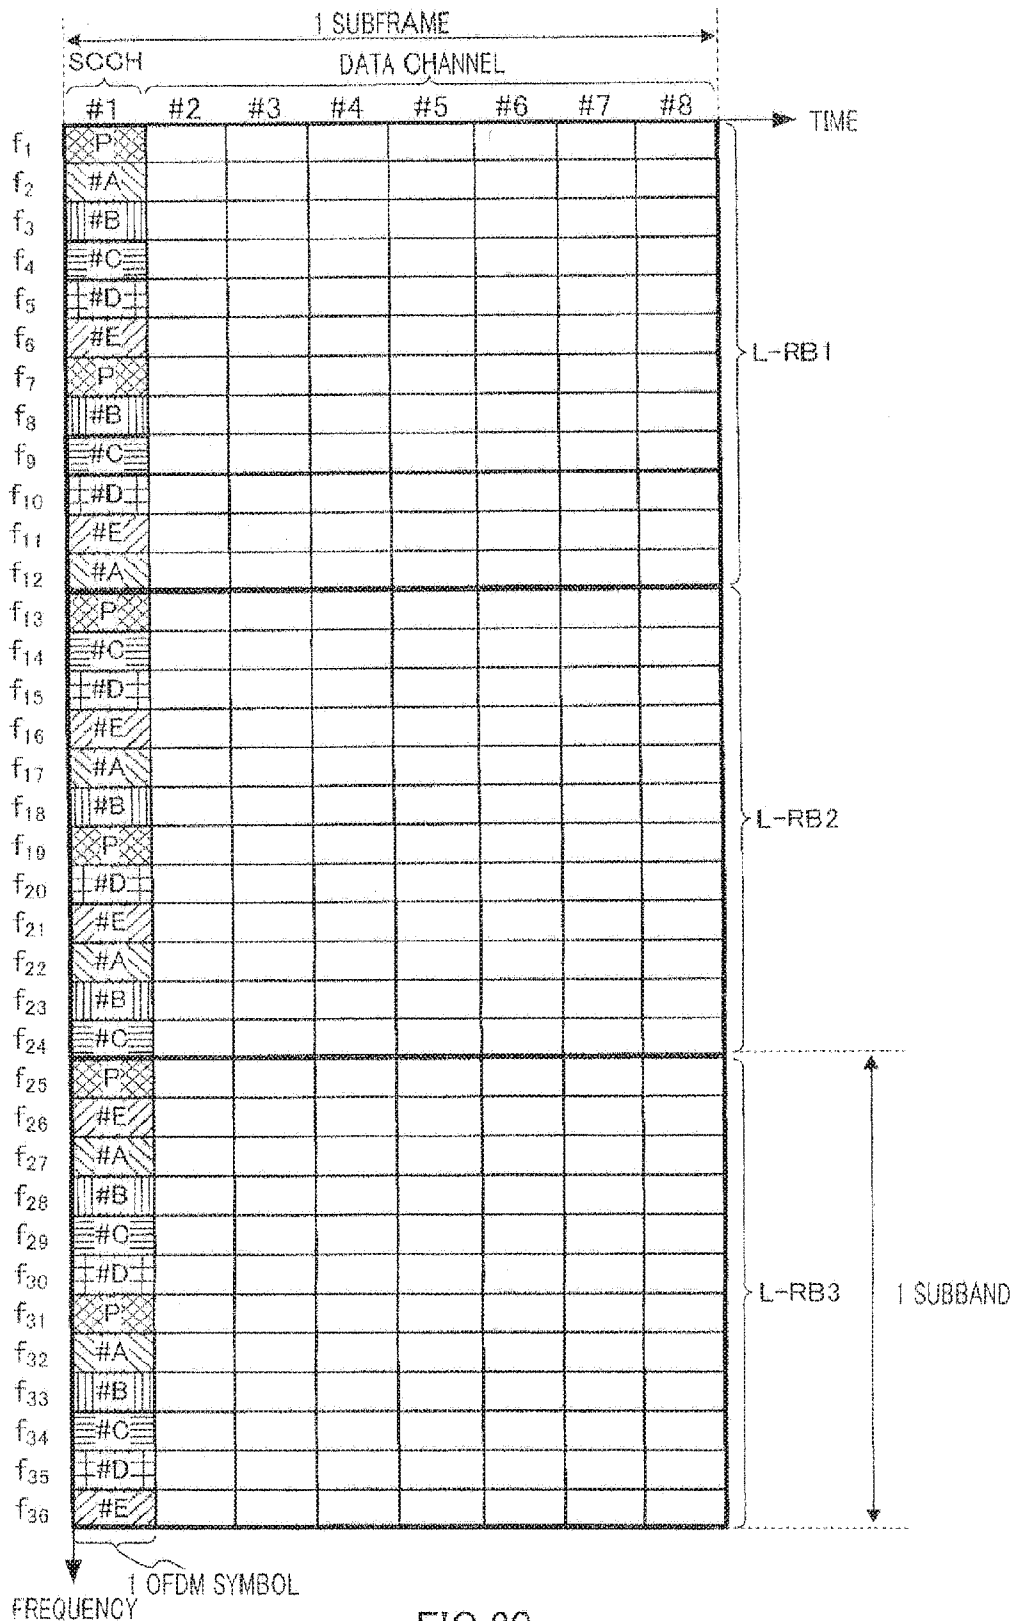 1 SUBFRAME
SCCH DATA CHANNEL
#1 #2 #3 #4 #5 #6 #7 #8 TIME
f1 P
f2 #A
f3 #B
f4 #C
f5 #D
f6 #E
L-RB1
f7 P
f8 #B
f9 #C
f10 #D
f11 #E
f12 #A
f13 P
f14 #C
f15 #D
f16 #E
f17 #A
f18 #B
L-RB2
f19 P
f20 #D
f21 #E
f22 #A
f23 #B
f24 #C
f25 P
f26 #E
f27 #A
f28 #B
f29 #C
f30 #D
L-RB3 1 SUBBAND
f31 P
f32 #A
f33 #B
f34 #C
f35 #D
f36 #E
1 OFDM SYMBOL
FREQUENCY